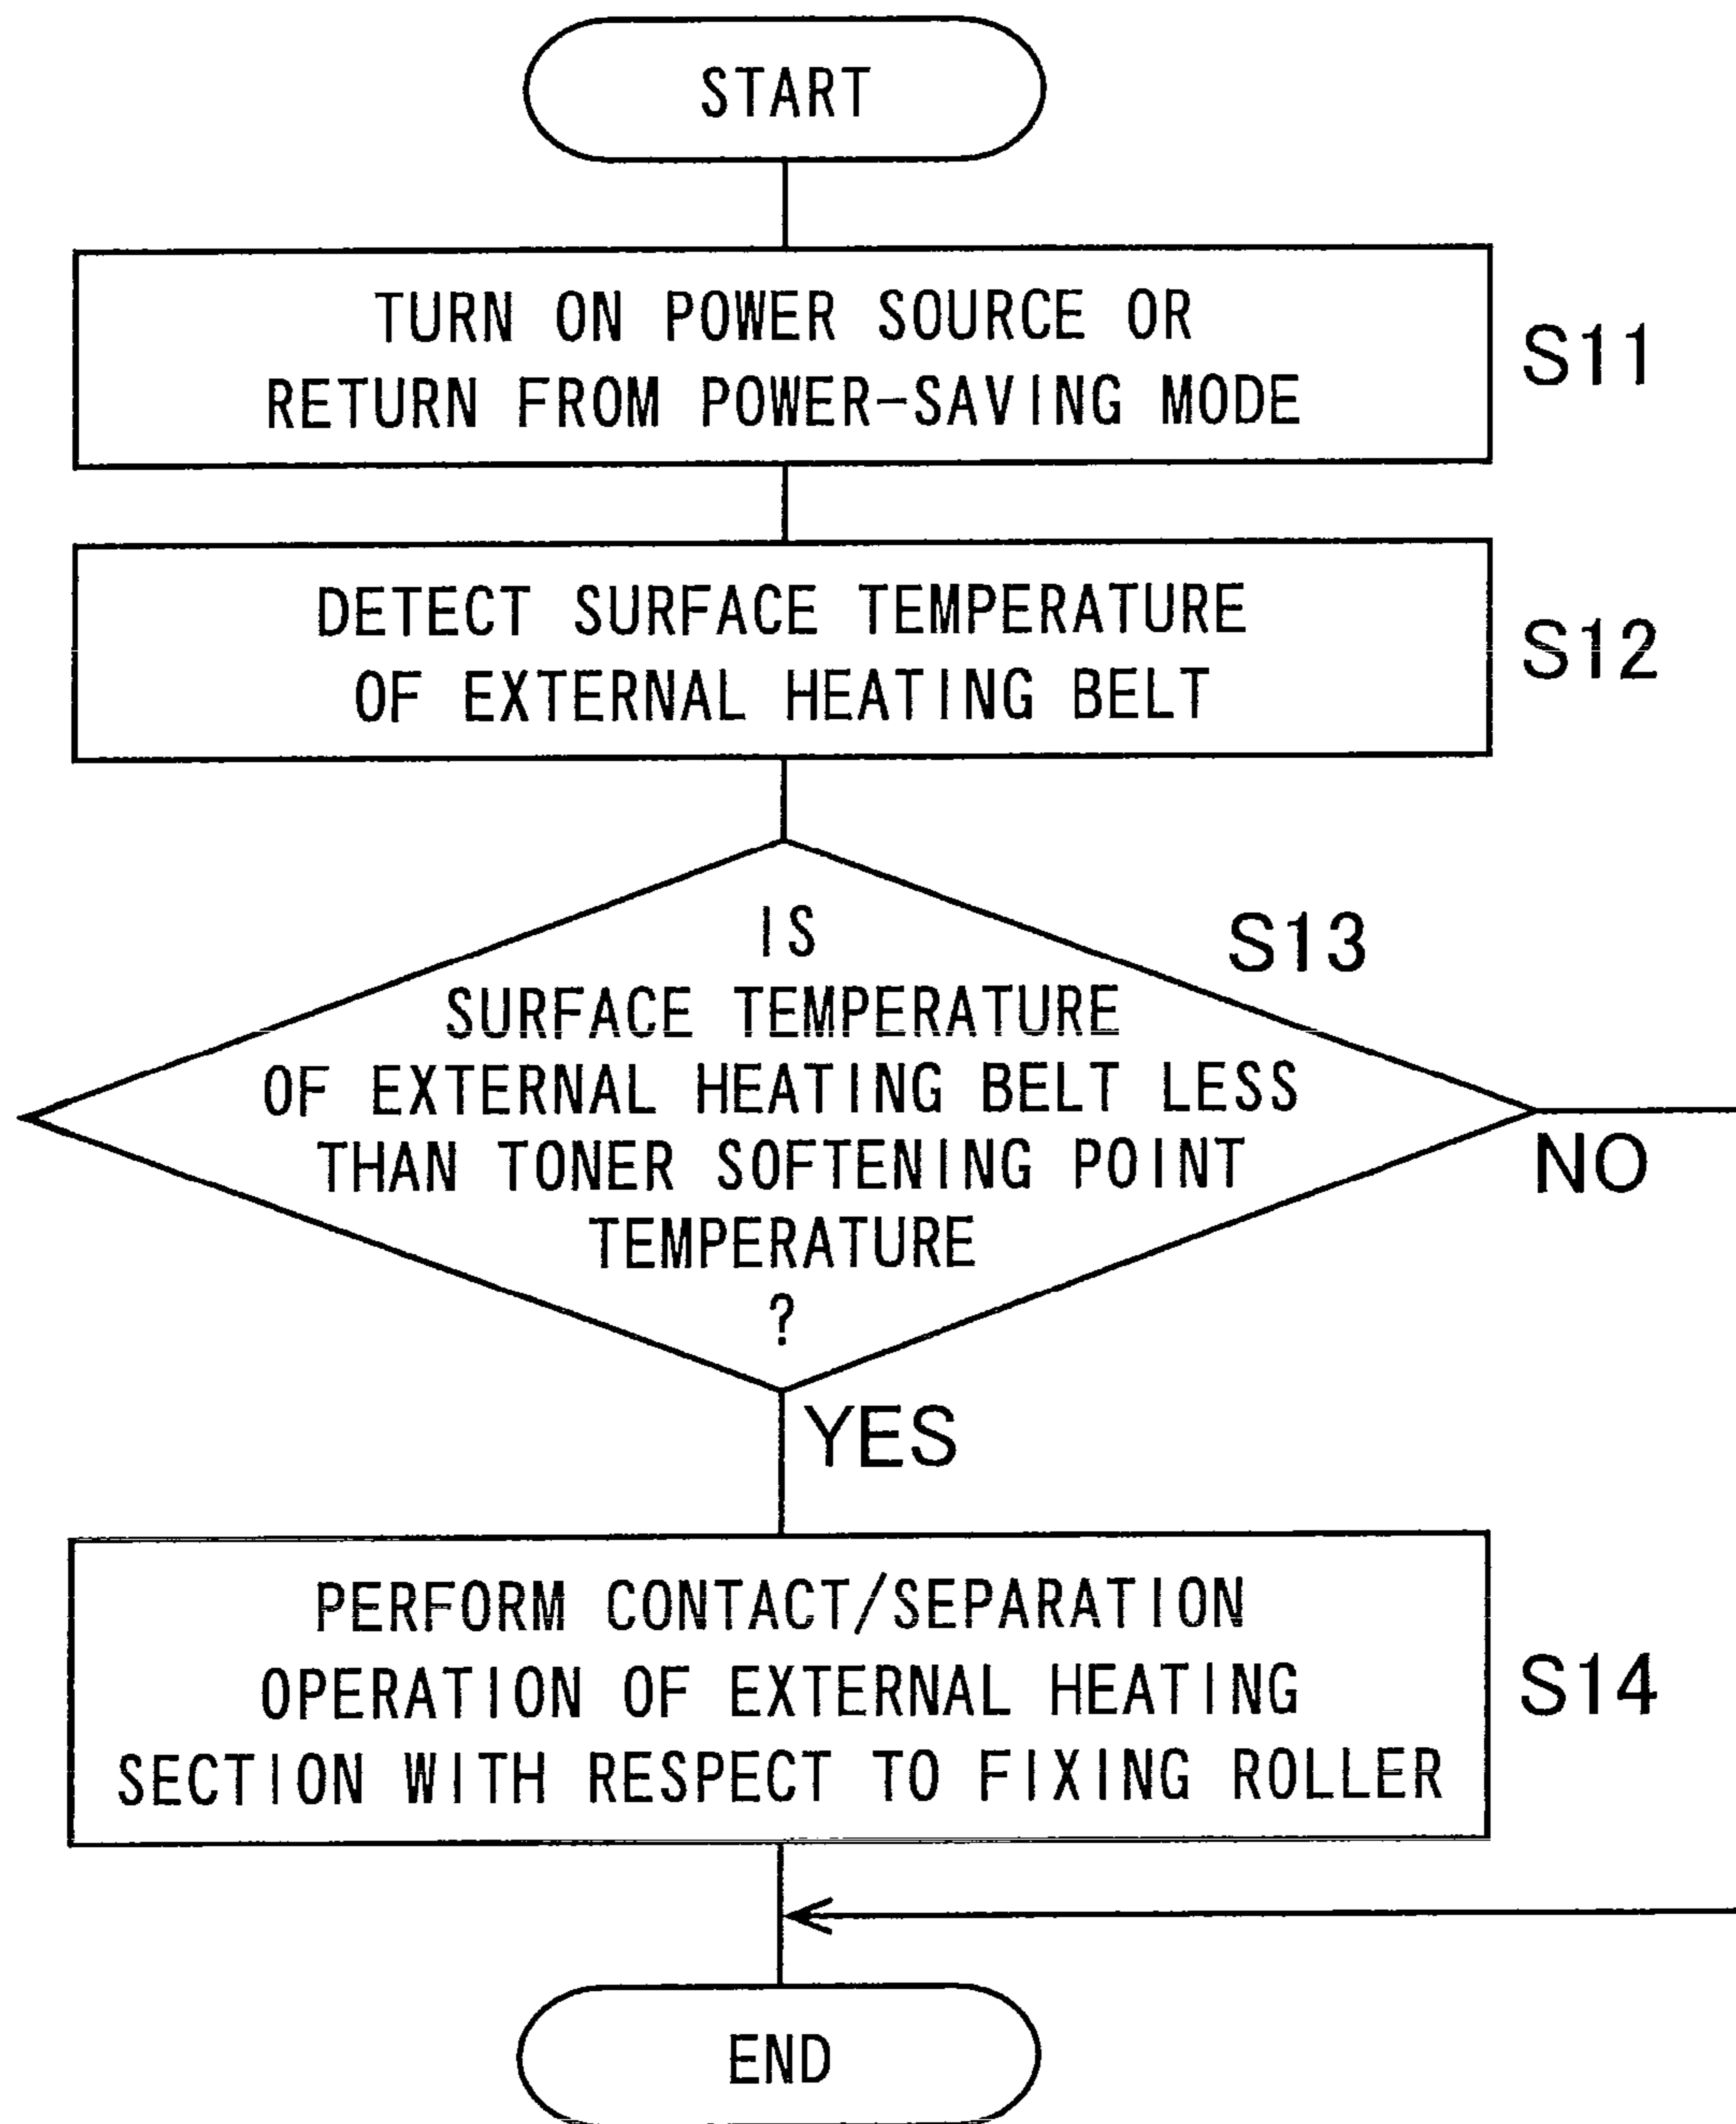 START
TURN ON POWER SOURCE OR
RETURN FROM POWER-SAVING MODE
S11
DETECT SURFACE TEMPERATURE
OF EXTERNAL HEATING BELT
S12
IS
SURFACE TEMPERATURE
OF EXTERNAL HEATING BELT LESS
THAN TONER SOFTENING POINT
TEMPERATURE
?
S13
NO
YES
PERFORM CONTACT/SEPARATION
OPERATION OF EXTERNAL HEATING
SECTION WITH RESPECT TO FIXING ROLLER
S14
END